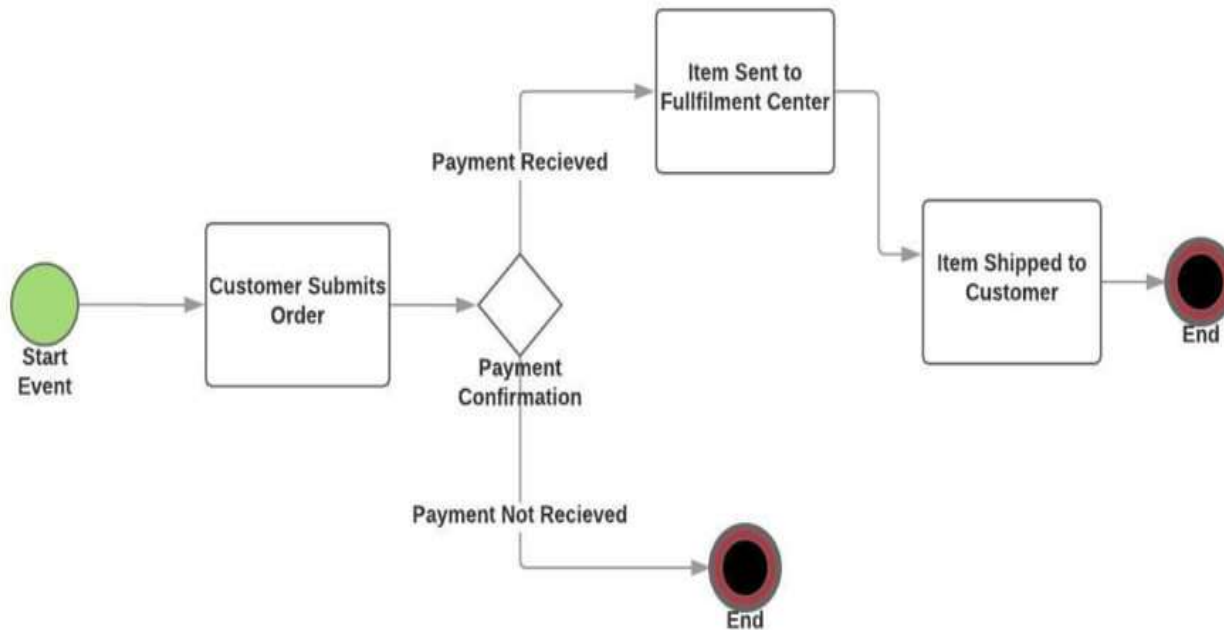 Start
Event
Customer Submits
Order
Payment
Confirmation
Payment Recieved
Item Sent to
Fullfilment Center
Item Shipped to
Customer
End
Payment Not Recieved
End